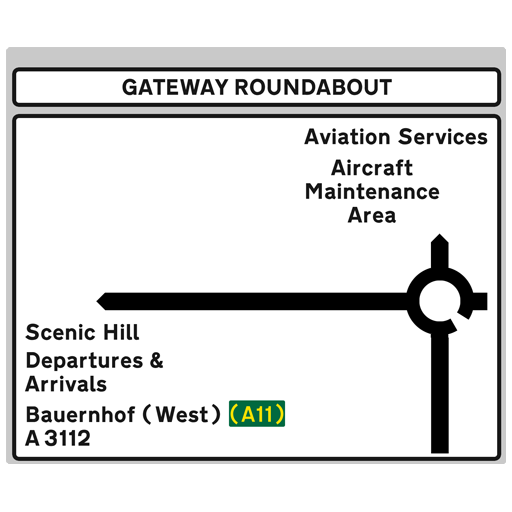 GATEWAY ROUNDABOUT
Aviation Services
Aircraft
Maintenance
Area
Scenic Hill
Departures &
Arrivals
Bauernhof (West) (A11)
A 3112